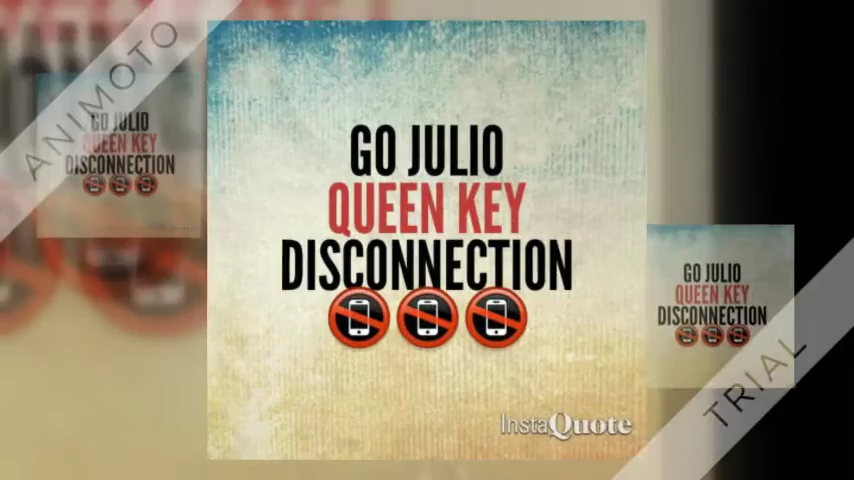 ANIMOTO
GO JULIO
QUEEN KEY
DISCONNECTION
GO JULIO
QUEEN KEY
DISCONNECTION
InstaQuote
GO JULIO
QUEEN KEY
DISCONNECTION
TRIAL